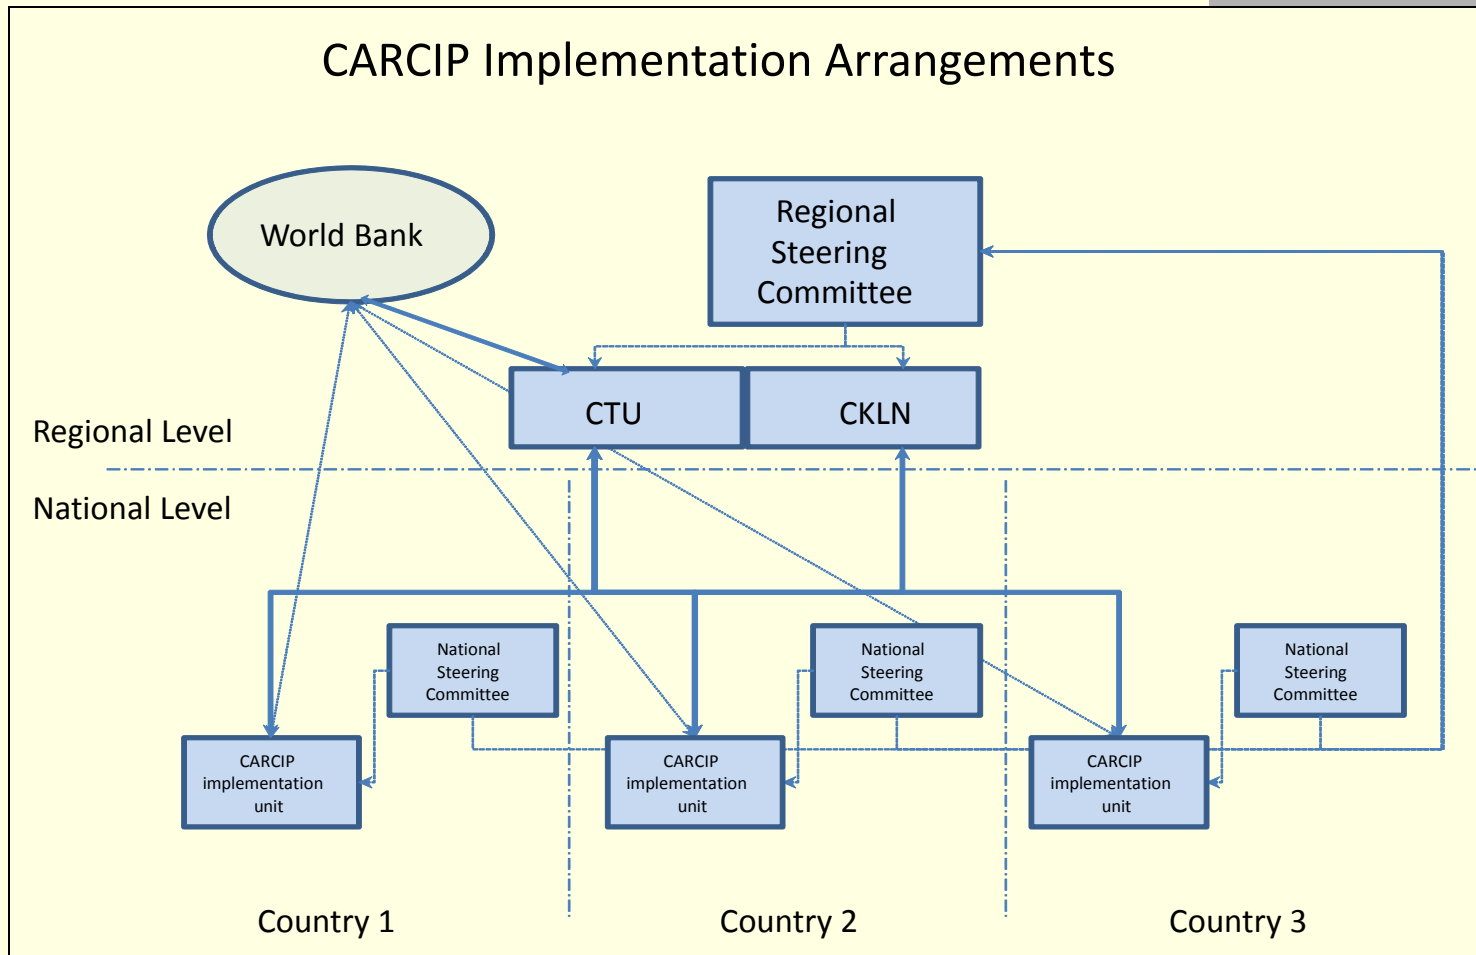 CARCIP Implementation Arrangements
World Bank
Regional
Steering
Committee
CTU
CKLN
Regional Level
National Level
National
Steering
Committee
National
Steering
Committee
National
Steering
Committee
CARCIP
implementation
unit
CARCIP
implementation
unit
CARCIP
implementation
unit
Country 1
Country 2
Country 3